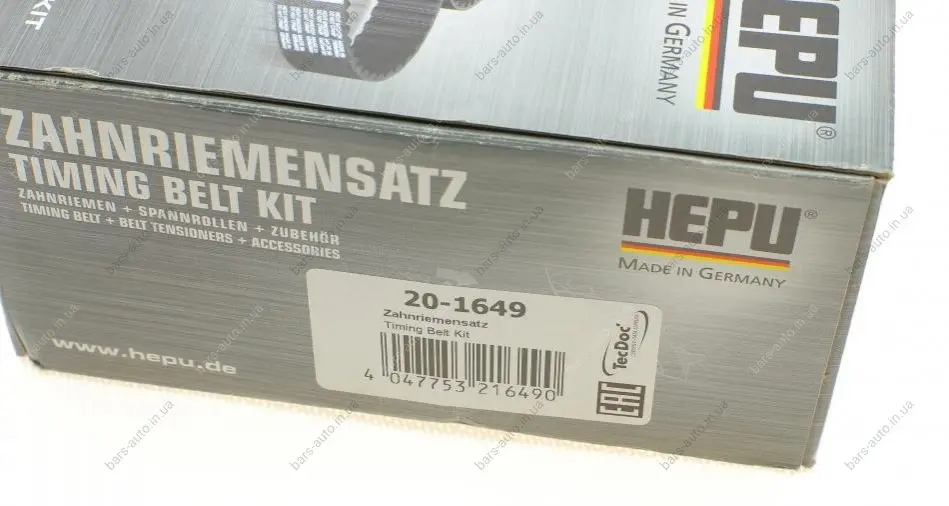 KIT
IN GERMANY
HEPU®
ZAHNRIEMENSATZ
TIMING BELT KIT
ZAHNRIEMEN + SPANNROLLEN + ZUBEHÖR
TIMING BELT + BELT TENSIONERS + ACCESSORIES
HEPU®
MADE IN GERMANY
20-1649
Zahnriemensatz
Timing Belt Kit
4 047753 216490
TecDoc
EAC
www.hepu.de
bars-auto.in.ua